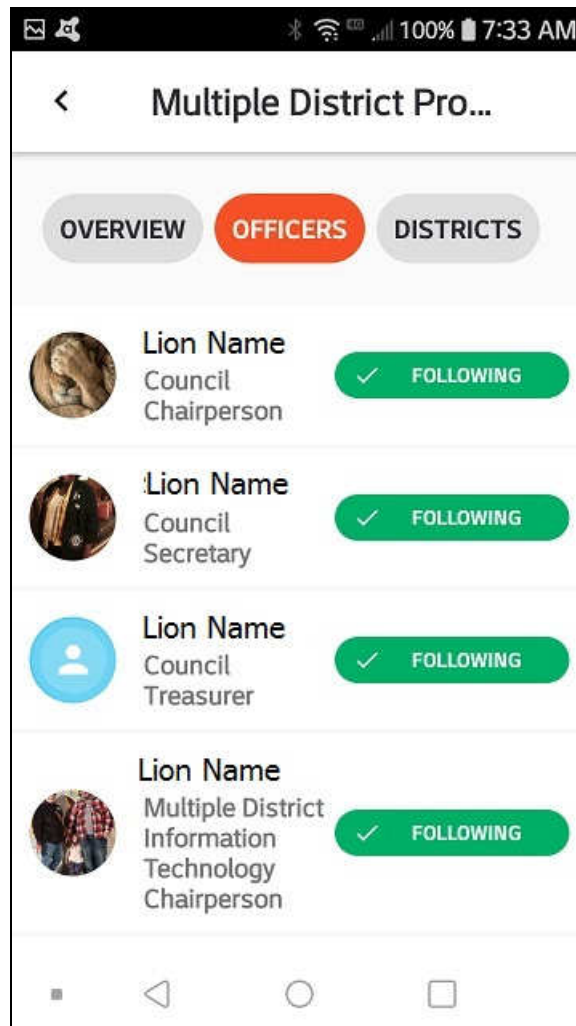 100% 7:33 AM
Multiple District Pro...
OVERVIEW OFFICERS DISTRICTS
Lion Name
Council
Chairperson
FOLLOWING
Lion Name
Council
Secretary
FOLLOWING
Lion Name
Council
Treasurer
FOLLOWING
Lion Name
Multiple District
Information
Technology
Chairperson
FOLLOWING